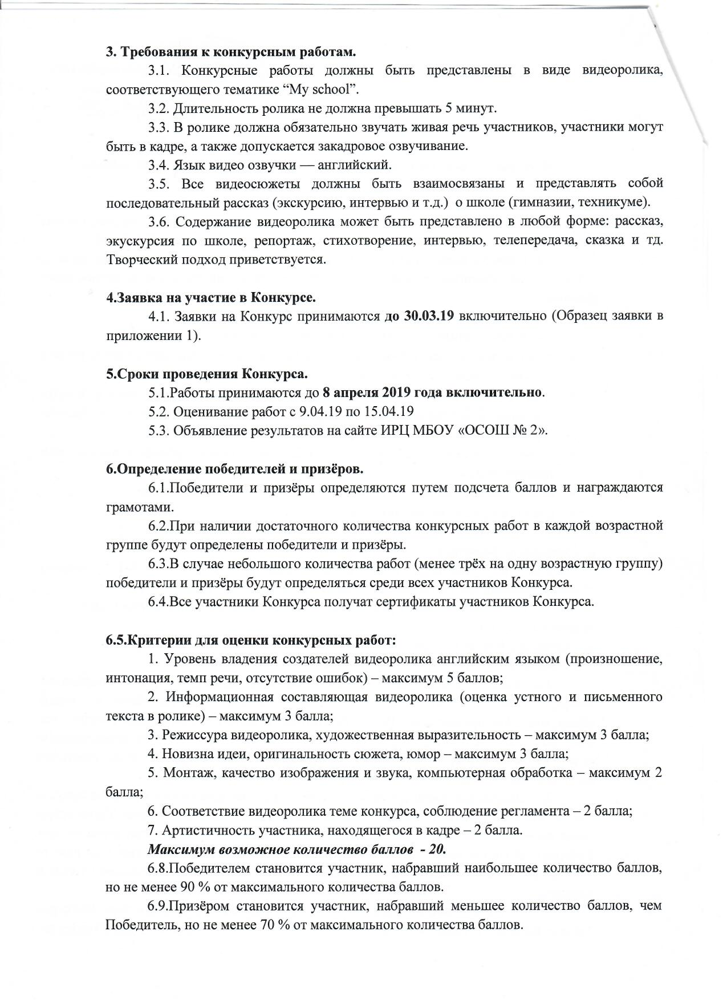 3. Требования к конкурсным работам.
3.1. Конкурсные работы должны быть представлены в виде видеоролика,
соответствующего тематике “My school”.
3.2. Длительность ролика не должна превышать 5 минут.
3.3. В ролике должна обязательно звучать живая речь участников, участники могут
быть в кадре, а также допускается закадровое озвучивание.
3.4. Язык видео озвучки — английский.
3.5. Все видеосюжеты должны быть взаимосвязаны и представлять собой
последовательный рассказ (экскурсию, интервью и т.д.) о школе (гимназии, техникуме).
3.6. Содержание видеоролика может быть представлено в любой форме: рассказ,
экускурсия по школе, репортаж, стихотворение, интервью, телепередача, сказка и тд.
Творческий подход приветствуется.
4.Заявка на участие в Конкурсе.
4.1. Заявки на Конкурс принимаются до 30.03.19 включительно (Образец заявки в
приложении 1).
5.Сроки проведения Конкурса.
5.1.Работы принимаются до 8 апреля 2019 года включительно.
5.2. Оценивание работ с 9.04.19 по 15.04.19
5.3. Объявление результатов на сайте ИРЦ МБОУ «ОСОШ № 2».
6.Определение победителей и призёров.
6.1.Победители и призёры определяются путем подсчета баллов и награждаются
грамотами.
6.2.При наличии достаточного количества конкурсных работ в каждой возрастной
группе будут определены победители и призёры.
6.3.В случае небольшого количества работ (менее трёх на одну возрастную группу)
победители и призёры будут определяться среди всех участников Конкурса.
6.4.Все участники Конкурса получат сертификаты участников Конкурса.
6.5.Критерии для оценки конкурсных работ:
1. Уровень владения создателей видеоролика английским языком (произношение,
интонация, темп речи, отсутствие ошибок) – максимум 5 баллов;
2. Информационная составляющая видеоролика (оценка устного и письменного
текста в ролике) – максимум 3 балла;
3. Режиссура видеоролика, художественная выразительность – максимум 3 балла;
4. Новизна идеи, оригинальность сюжета, юмор – максимум 3 балла;
5. Монтаж, качество изображения и звука, компьютерная обработка – максимум 2
балла;
6. Соответствие видеоролика теме конкурса, соблюдение регламента – 2 балла;
7. Артистичность участника, находящегося в кадре – 2 балла.
Максимум возможное количество баллов - 20.
6.8.Победителем становится участник, набравший наибольшее количество баллов,
но не менее 90 % от максимального количества баллов.
6.9.Призёром становится участник, набравший меньшее количество баллов, чем
Победитель, но не менее 70 % от максимального количества баллов.